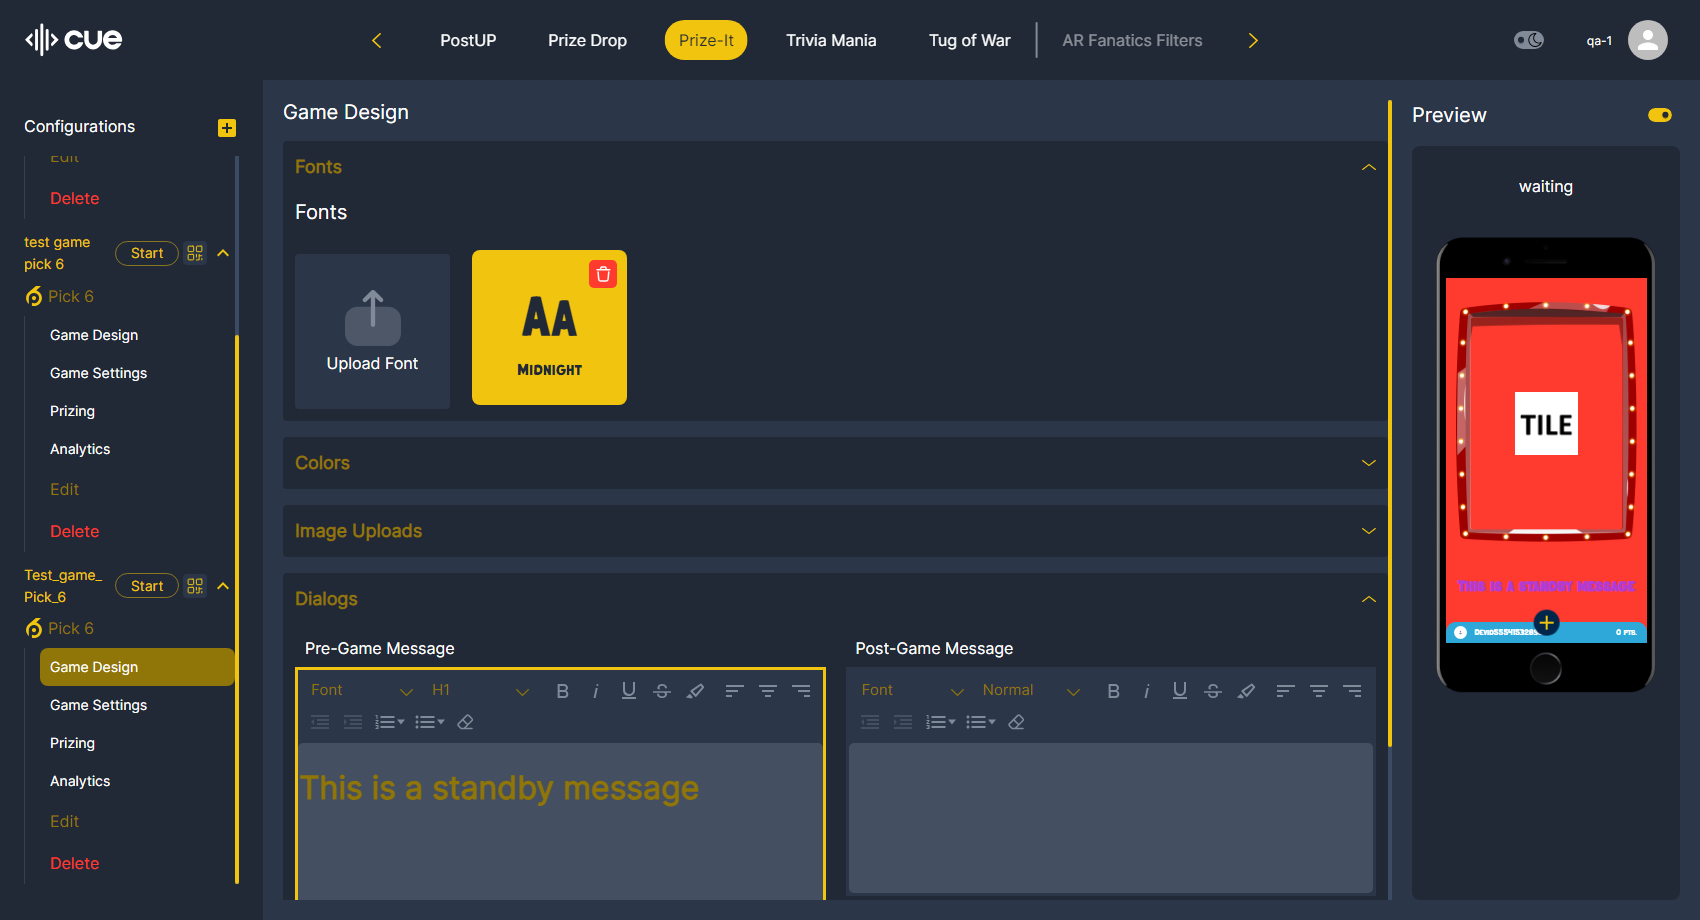 cue
PostUP
Prize Drop
Prize-It
Trivia Mania
Tug of War
AR Fanatics Filters
qa-1
Configurations
Edit
Delete
test game
pick 6
Start
Pick 6
Game Design
Game Settings
Prizing
Analytics
Edit
Delete
Test_game_
Pick_6
Start
Pick 6
Game Design
Game Settings
Prizing
Analytics
Edit
Delete
Game Design
Fonts
Fonts
Upload Font
AA
MIDNIGHT
Colors
Image Uploads
Dialogs
Pre-Game Message
Font
H1
This is a standby message
Post-Game Message
Font
Normal
Preview
waiting
TILE
THIS IS A STANDBY MESSAGE
0 PTS.